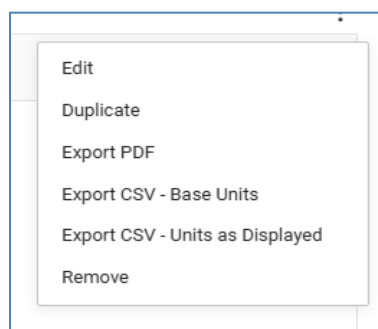 Edit
Duplicate
Export PDF
Export CSV - Base Units
Export CSV - Units as Displayed
Remove